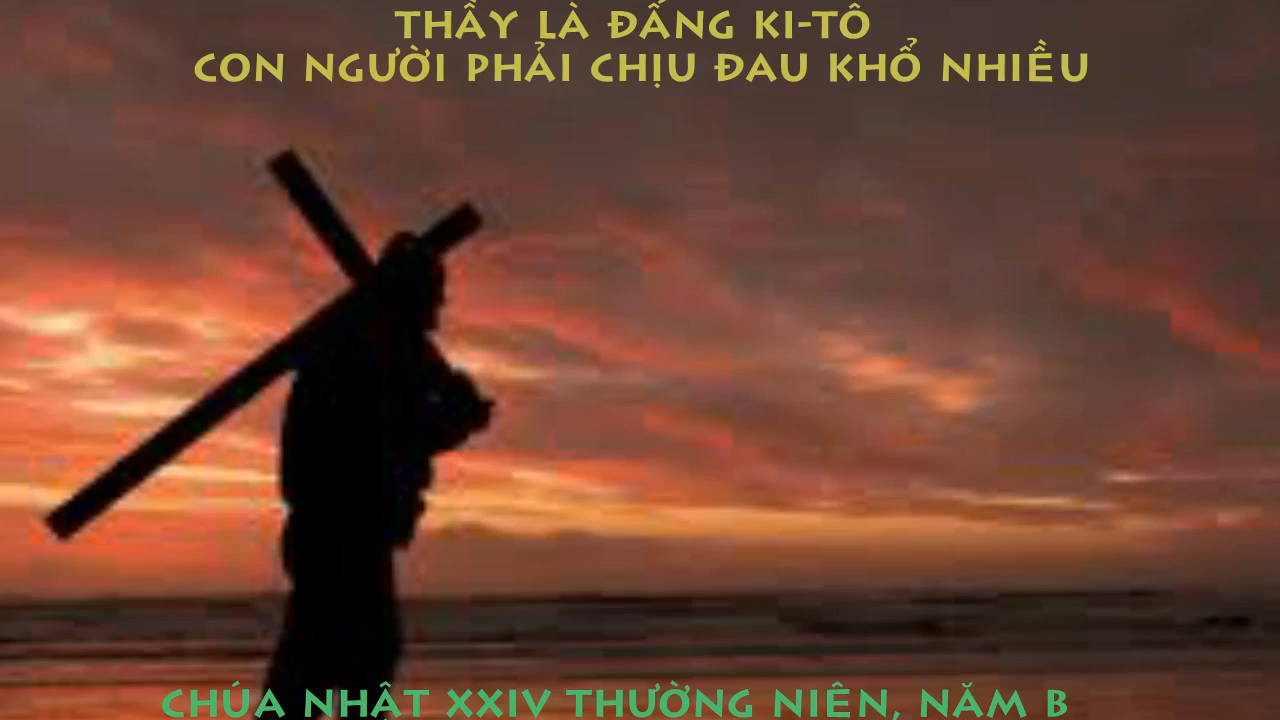 THẦY LÀ ĐẤNG KI-TÔ
CON NGƯỜI PHẢI CHỊU ĐAU KHỔ NHIỀU
CHÚA NHẬT XXIV THƯỜNG NIÊN, NĂM B